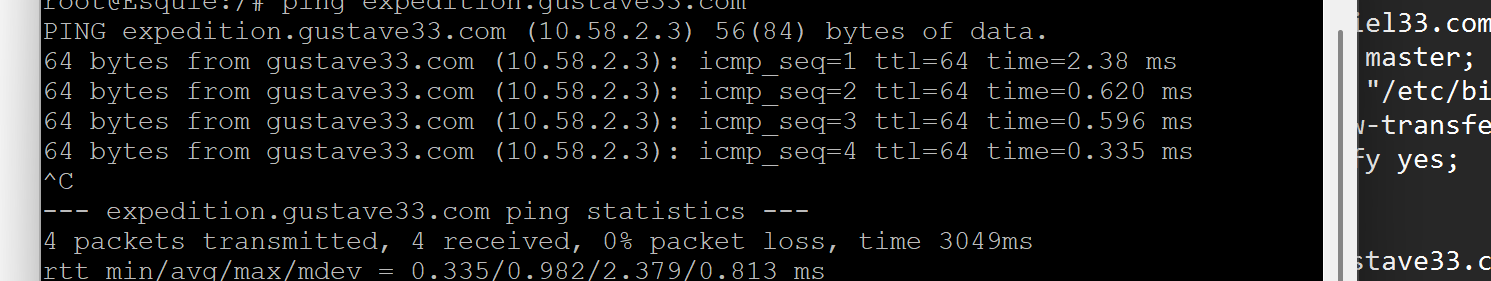 root@Esquie:/# ping expedition.gustave33.com
PING expedition.gustave33.com (10.58.2.3) 56(84) bytes of data.
64 bytes from gustave33.com (10.58.2.3): icmp_seq=1 ttl=64 time=2.38 ms
64 bytes from gustave33.com (10.58.2.3): icmp_seq=2 ttl=64 time=0.620 ms
64 bytes from gustave33.com (10.58.2.3): icmp_seq=3 ttl=64 time=0.596 ms
64 bytes from gustave33.com (10.58.2.3): icmp_seq=4 ttl=64 time=0.335 ms
^C
--- expedition.gustave33.com ping statistics ---
4 packets transmitted, 4 received, 0% packet loss, time 3049ms
rtt min/avg/max/mdev = 0.335/0.982/2.379/0.813 ms
iel33.com
master;
"/etc/bi
w-transfe
fy yes;
stave33.c